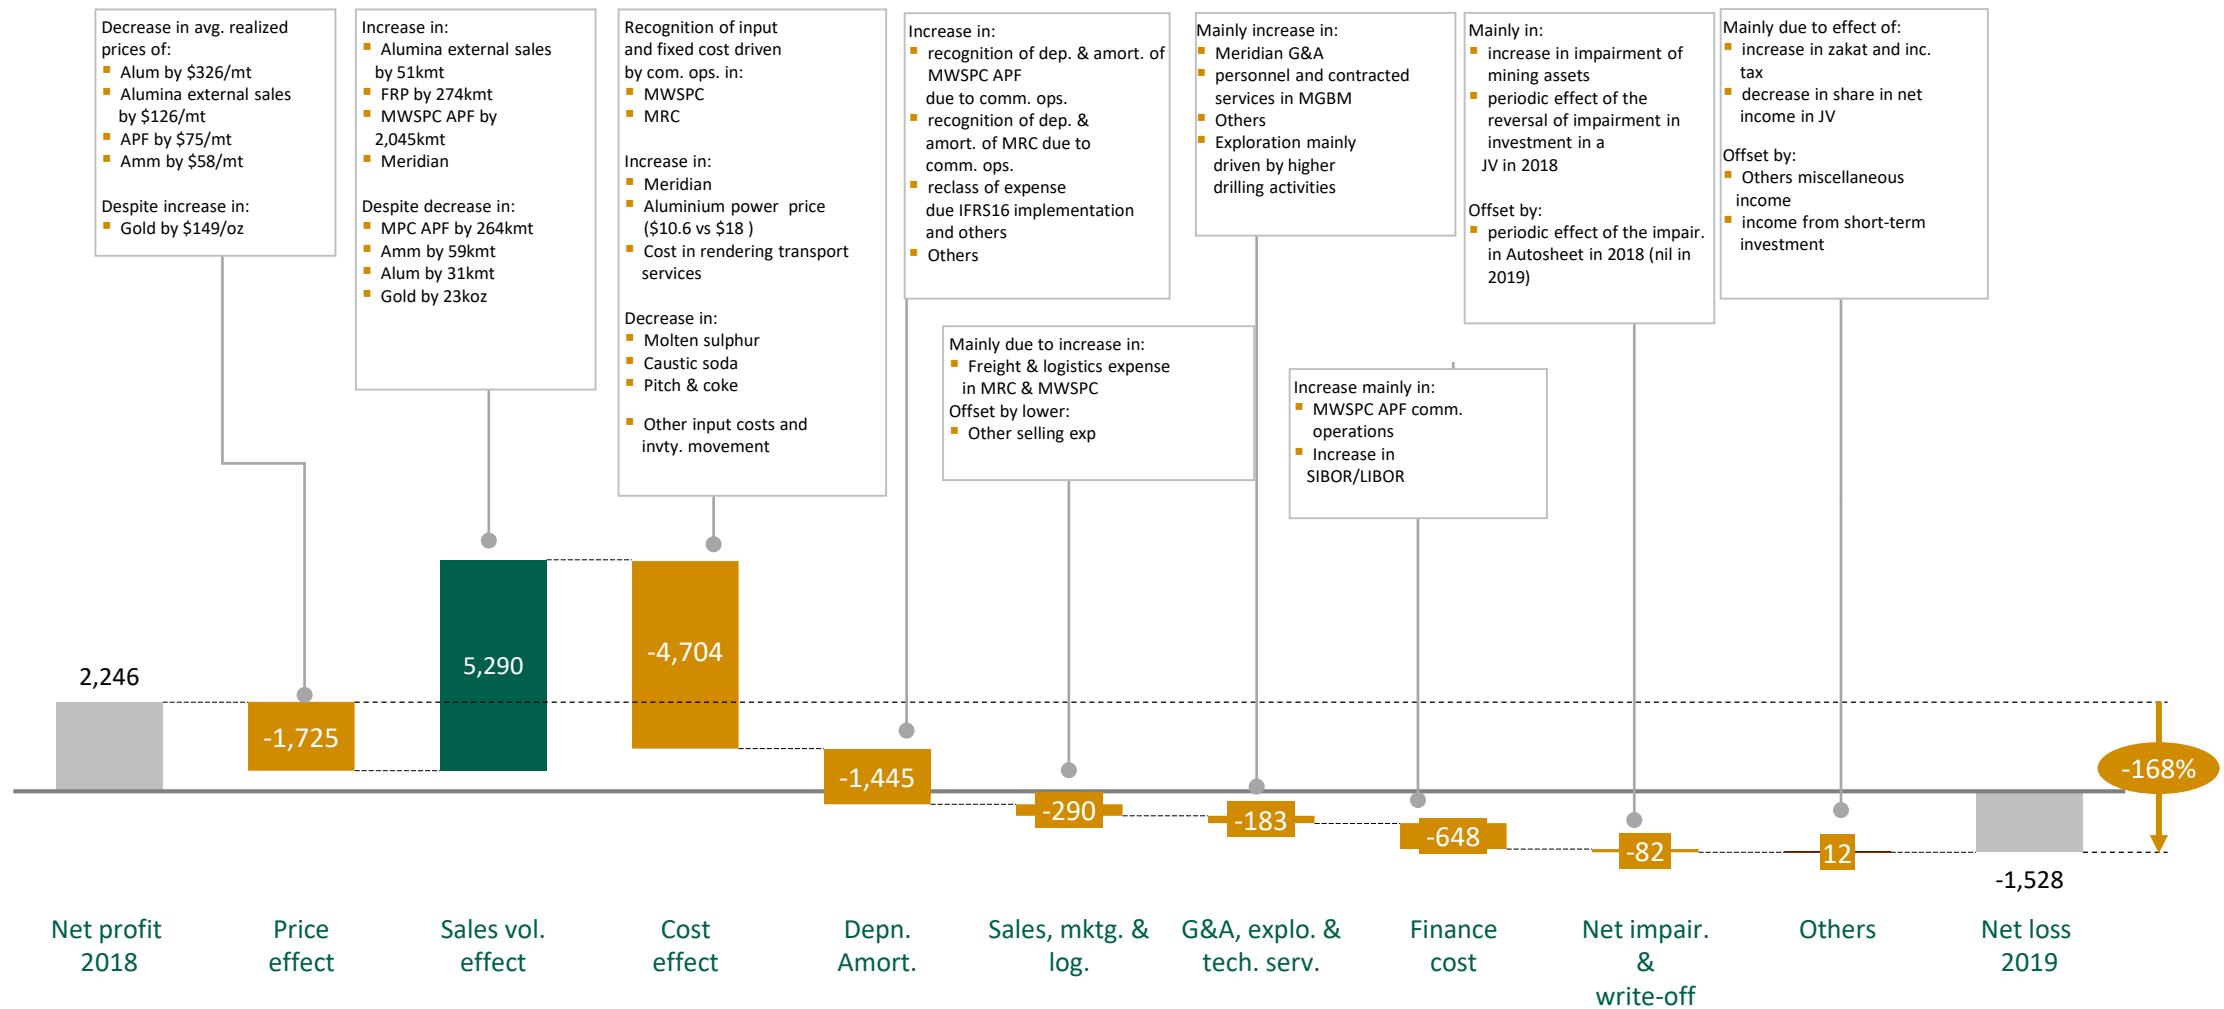 Decrease in avg. realized
prices of:
Alum by $326/mt
Alumina external sales
by $126/mt
APF by $75/mt
Amm by $58/mt
Despite increase in:
Gold by $149/oz
Increase in:
Alumina external sales
by 51kmt
FRP by 274kmt
MWSPC APF by
2,045kmt
Meridian
Despite decrease in:
MPC APF by 264kmt
Amm by 59kmt
Alum by 31kmt
Gold by 23koz
Recognition of input
and fixed cost driven
by com. ops. in:
MWSPC
MRC
Increase in:
Meridian
Aluminium power price
($10.6 vs $18 )
Cost in rendering transport
services
Decrease in:
Molten sulphur
Caustic soda
Pitch & coke
Other input costs and
invty. movement
Increase in:
recognition of dep. & amort. of
MWSPC APF
due to comm. ops.
recognition of dep. &
amort. of MRC due to
comm. ops.
reclass of expense
due IFRS16 implementation
and others
Others
Mainly due to increase in:
Freight & logistics expense
in MRC & MWSPC
Offset by lower:
Other selling exp
Mainly increase in:
Meridian G&A
personnel and contracted
services in MGBM
Others
Exploration mainly
driven by higher
drilling activities
Increase mainly in:
MWSPC APF comm.
operations
Increase in
SIBOR/LIBOR
Mainly in:
increase in impairment of
mining assets
periodic effect of the
reversal of impairment in
investment in a
JV in 2018
Offset by:
periodic effect of the impair.
in Autosheet in 2018 (nil in
2019)
Mainly due to effect of:
increase in zakat and inc.
tax
decrease in share in net
income in JV
Offset by:
Others miscellaneous
income
income from short-term
investment
2,246
-1,725
5,290
-4,704
-1,445
-290
-183
-648
-82
12
-1,528
-168%
Net profit
2018
Price
effect
Sales vol.
effect
Cost
effect
Depn.
Amort.
Sales, mktg. &
log.
G&A, explo. &
tech. serv.
Finance
cost
Net impair.
&
write-off
Others
Net loss
2019